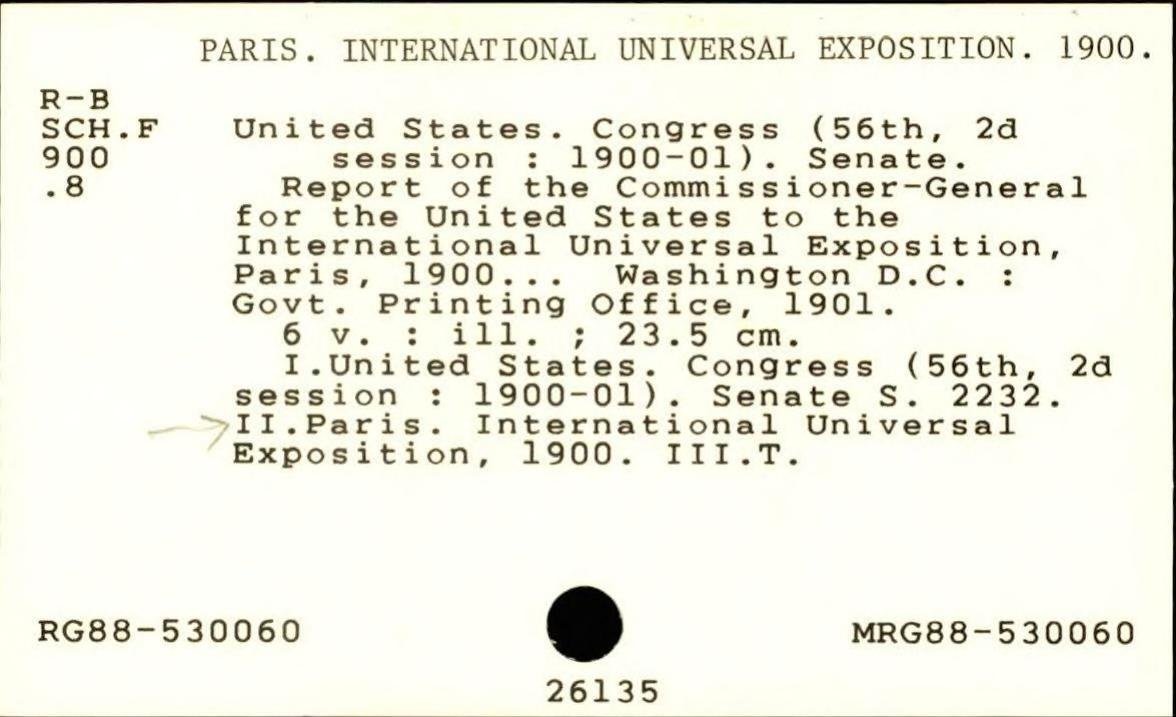 PARIS. INTERNATIONAL UNIVERSAL EXPOSITION. 1900.
R-B
SCH.F United States. Congress (56th, 2d
900 session : 1900-01). Senate.
.8 Report of the Commissioner-General
for the United States to the
International Universal Exposition,
Paris, 1900... Washington D.C. :
Govt. Printing Office, 1901.
6 v. : ill. ; 23.5 cm.
I.United States. Congress (56th, 2d
session : 1900-01). Senate S. 2232.
II.Paris. International Universal
Exposition, 1900. III.T.
RG88-530060 MRG88-530060
26135